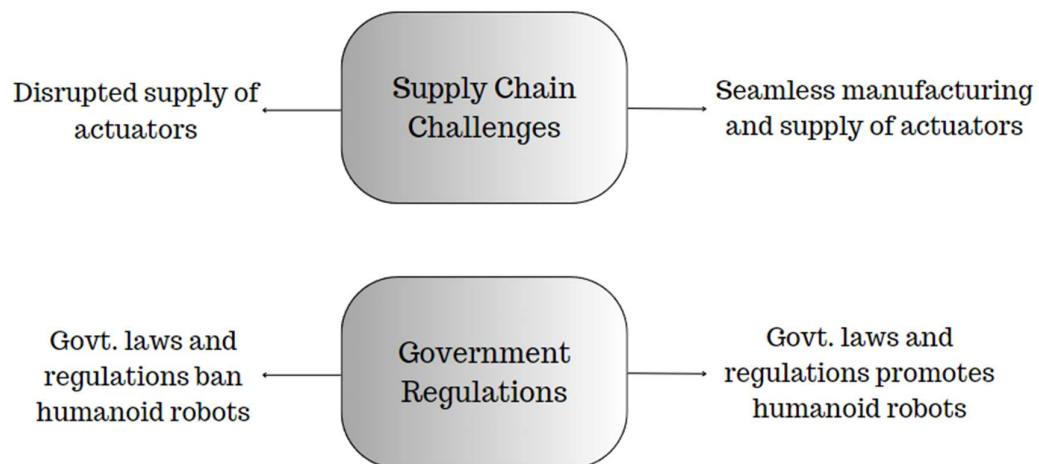 Disrupted supply of
actuators
Supply Chain
Challenges
Seamless manufacturing
and supply of actuators
Govt. laws and
regulations ban
humanoid robots
Government
Regulations
Govt. laws and
regulations promotes
humanoid robots